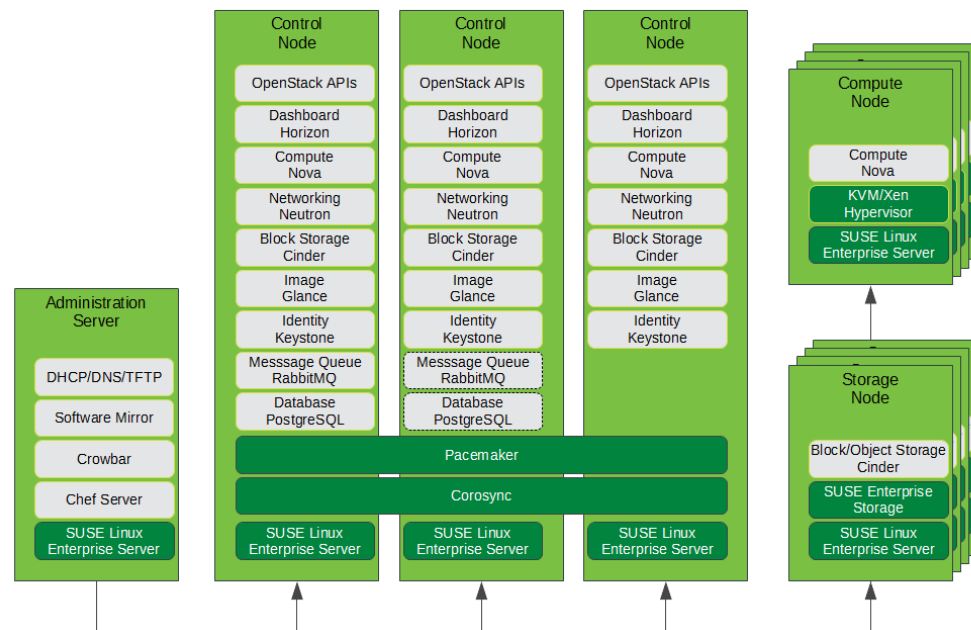 Administration
Server
DHCP/DNS/TFTP
Software Mirror
Crowbar
Chef Server
SUSE Linux
Enterprise Server
Control
Node
OpenStack APIs
Dashboard
Horizon
Compute
Nova
Networking
Neutron
Block Storage
Cinder
Image
Glance
Identity
Keystone
Messsage Queue
RabbitMQ
Database
PostgreSQL
SUSE Linux
Enterprise Server
Control
Node
OpenStack APIs
Dashboard
Horizon
Compute
Nova
Networking
Neutron
Block Storage
Cinder
Image
Glance
Identity
Keystone
Messsage Queue
RabbitMQ
Database
PostgreSQL
SUSE Linux
Enterprise Server
Control
Node
OpenStack APIs
Dashboard
Horizon
Compute
Nova
Networking
Neutron
Block Storage
Cinder
Image
Glance
Identity
Keystone
Pacemaker
Corosync
SUSE Linux
Enterprise Server
Compute
Node
Compute
Nova
KVM/Xen
Hypervisor
SUSE Linux
Enterprise Server
Storage
Node
Block/Object Storage
Cinder
SUSE Enterprise
Storage
SUSE Linux
Enterprise Server